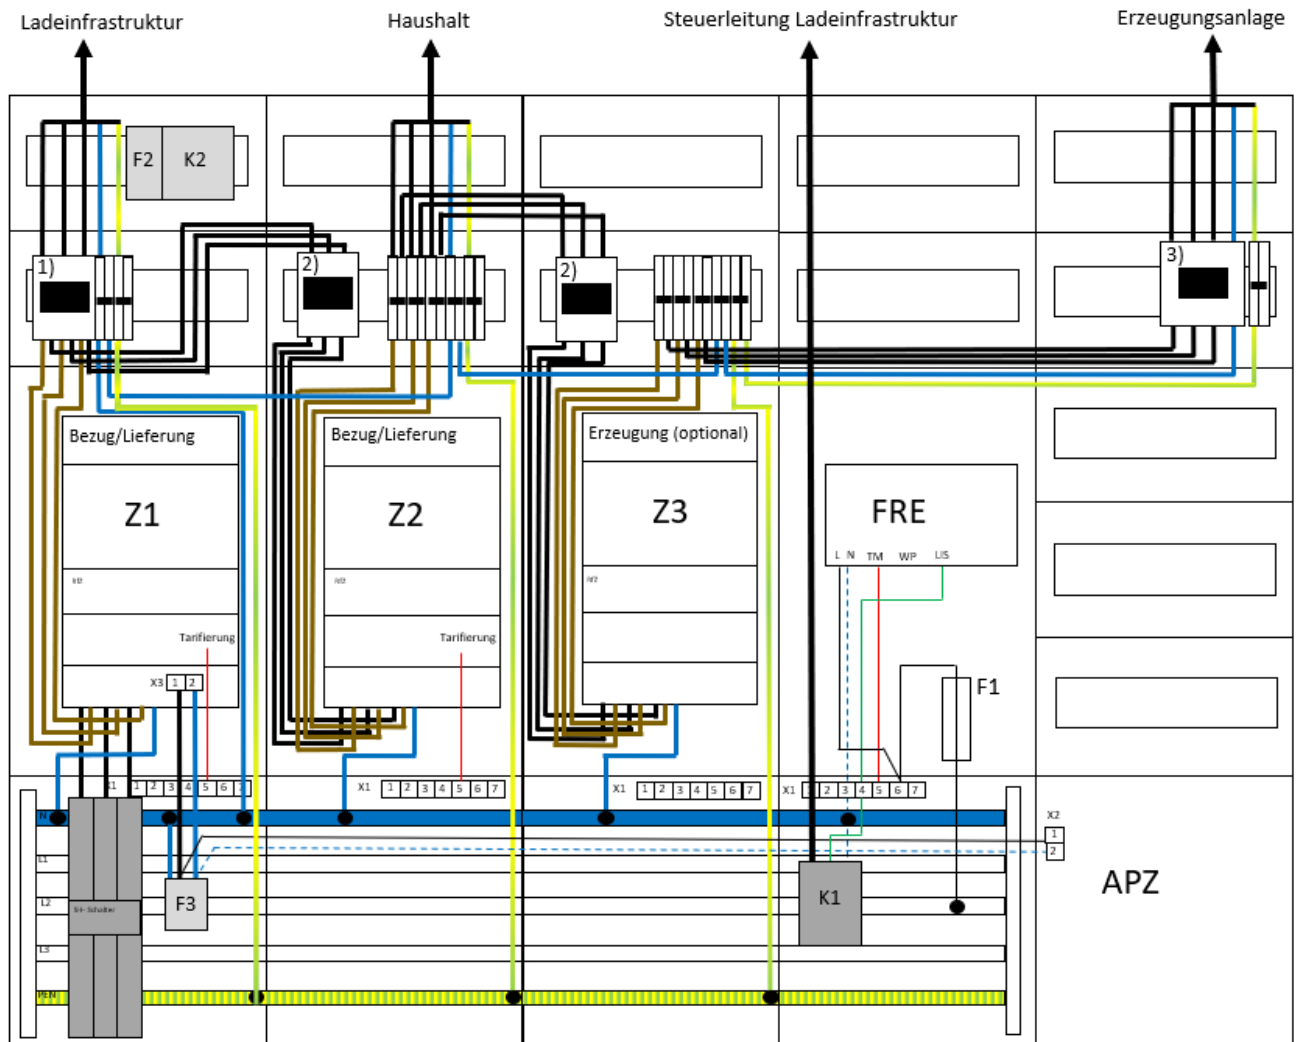 Ladeinfrastruktur
Haushalt
Steuerleitung Ladeinfrastruktur
Erzeugungsanlage
F2
K2
1)
2)
2)
3)
Bezug/Lieferung
Bezug/Lieferung
Erzeugung (optional)
Z1
Z2
Z3
FRE
L N TM WP LIS
Tarifierung
Tarifierung
X3 1 2
F1
X1 1 2 3 4 5 6 7
X1 1 2 3 4 5 6 7
X1 1 2 3 4 5 6 7
X1 1 2 3 4 5 6 7
X2
1
2
N
L1
L2
L3
PEN
SH- Schalter
F3
K1
APZ